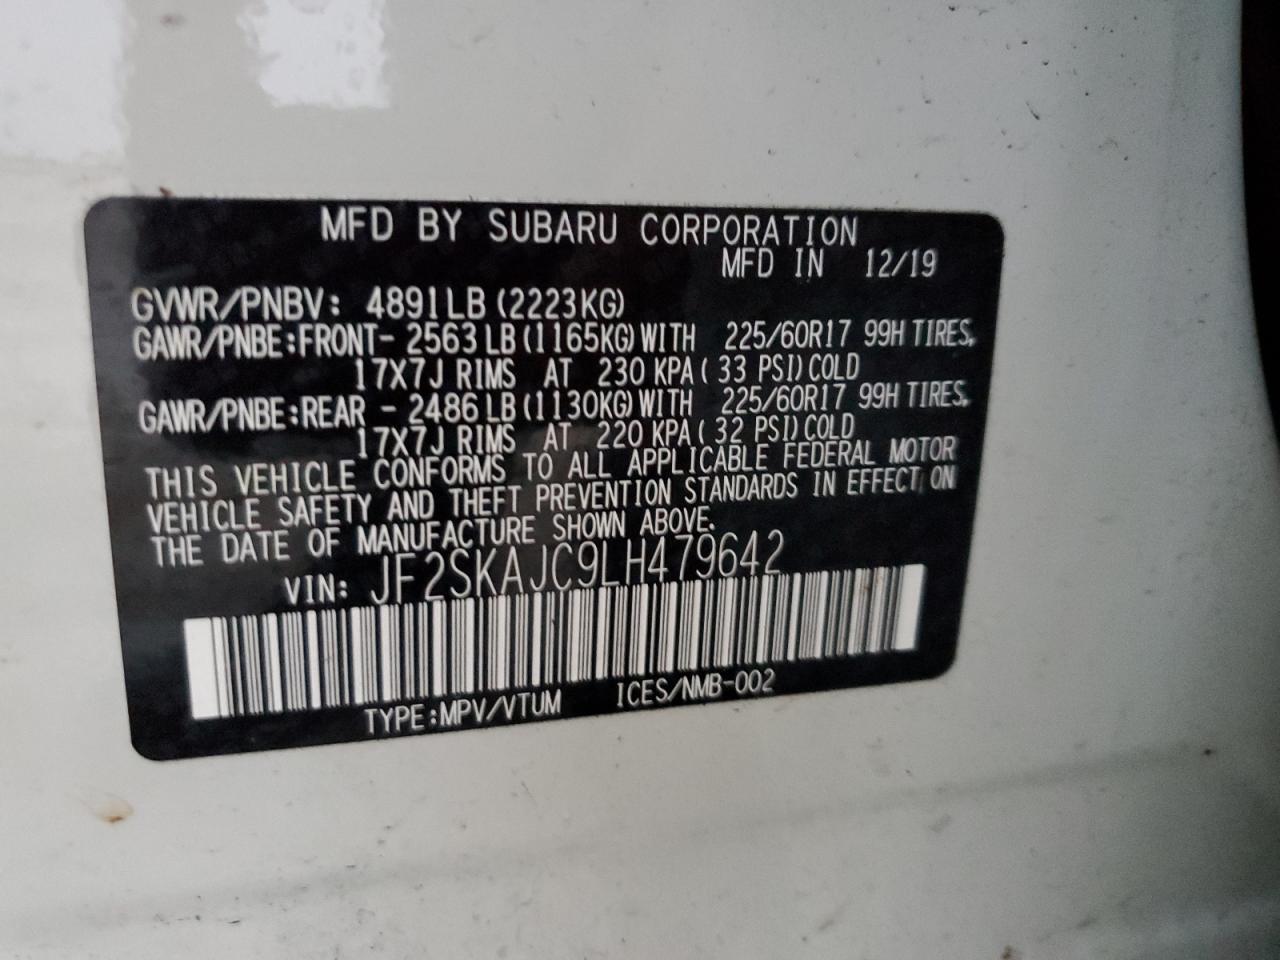 MFD BY SUBARU CORPORATION
MFD IN 12/19
GVWR/PNBV: 4891LB (2223KG)
GAWR/PNBE:FRONT- 2563 LB (1165KG) WITH 225/60R17 99H TIRES,
17X7J RIMS AT 230 KPA ( 33 PSI) COLD
GAWR/PNBE:REAR - 2486 LB (1130KG) WITH 225/60R17 99H TIRES,
17X7J RIMS AT 220 KPA ( 32 PSI) COLD
THIS VEHICLE CONFORMS TO ALL APPLICABLE FEDERAL MOTOR
VEHICLE SAFETY AND THEFT PREVENTION STANDARDS IN EFFECT ON
THE DATE OF MANUFACTURE SHOWN ABOVE.
VIN: JF2SKAJC9LH479642
TYPE:MPV/VTUM ICES/NMB-002